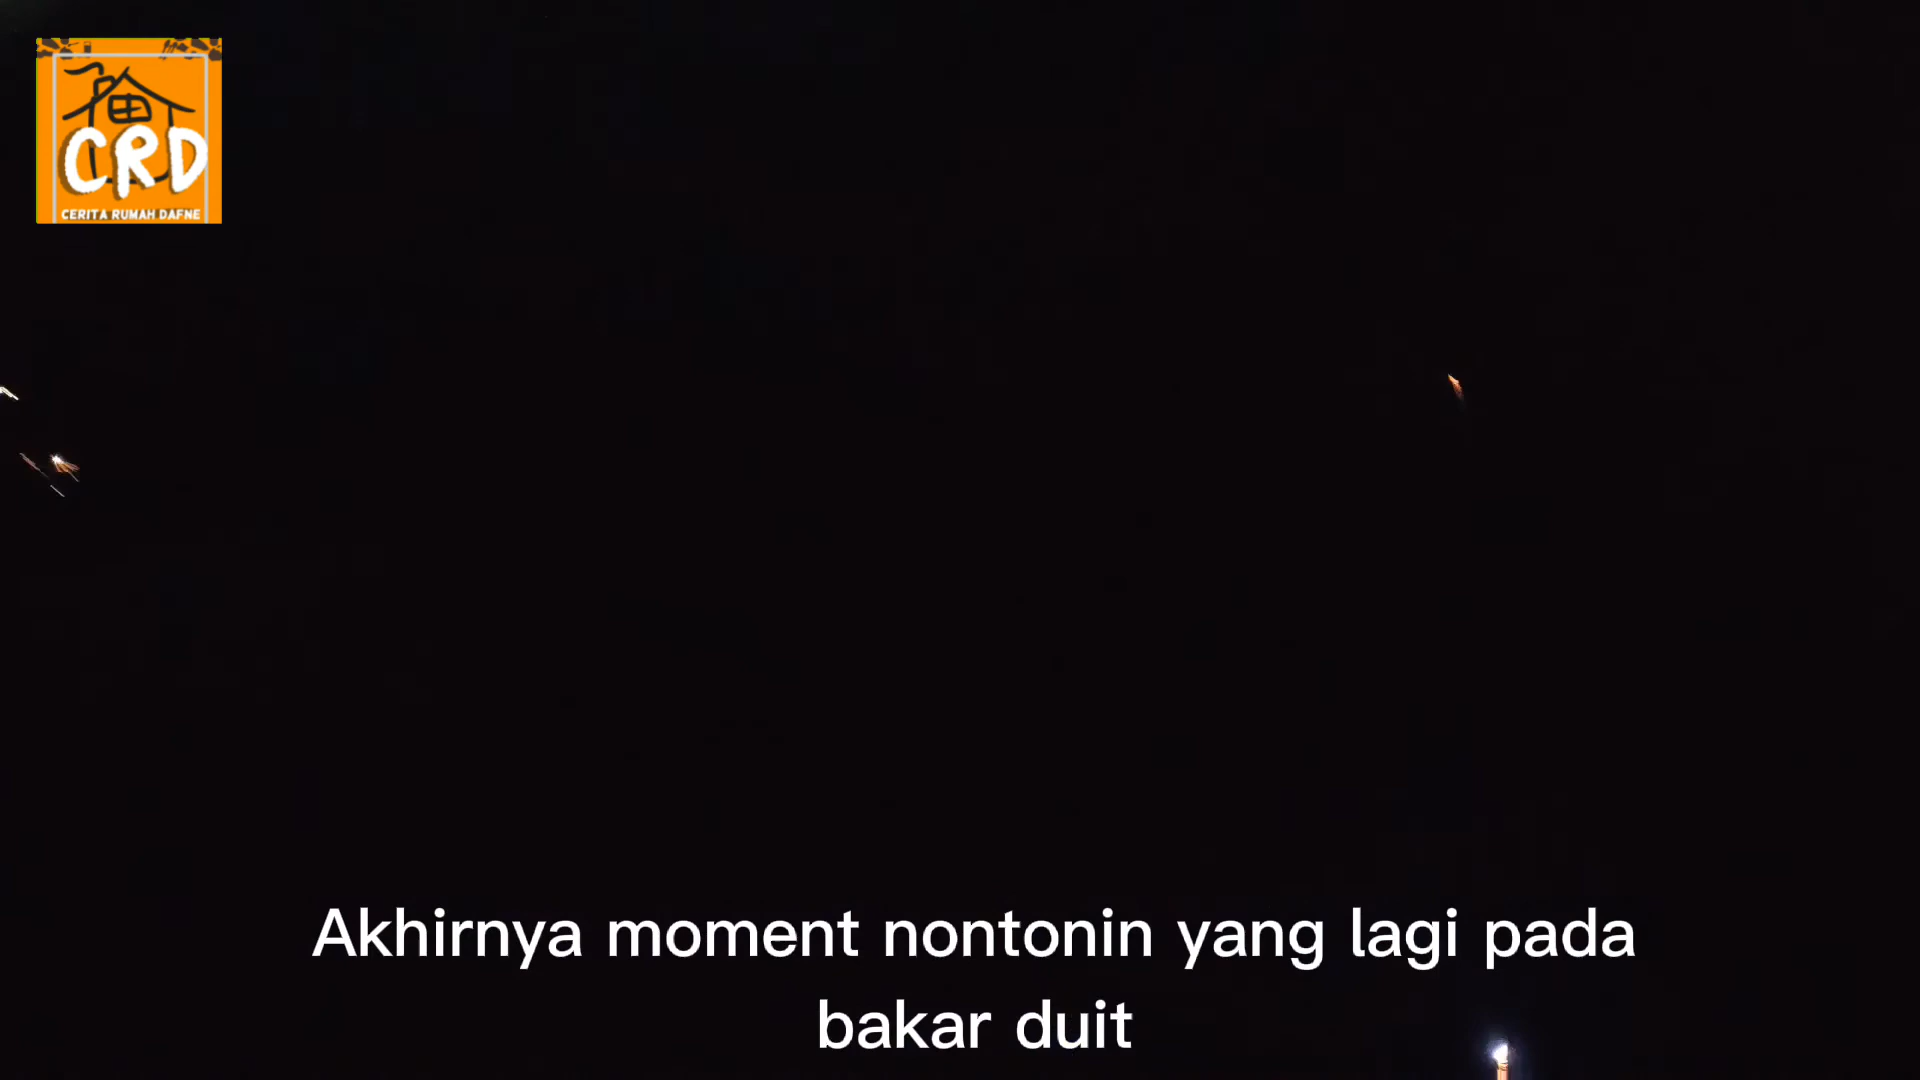 CRD
CERITA RUMAH DAFNE
Akhirnya moment nontonin yang lagi pada
bakar duit